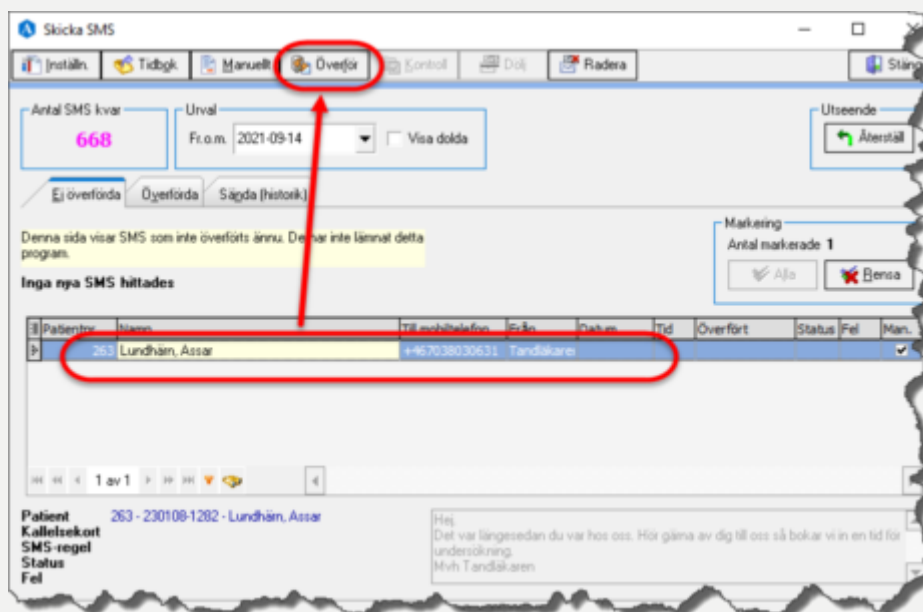 Skicka SMS
Inställn. Tidbok Manuellt Överför Kontroll Dölj Radera Stäng
Antal SMS kvar Urval Utseende
668 Fr.o.m. 2021-09-14 Visa dolda Återställ
Ej överförda Överförda Sända (historik)
Markering
Denna sida visar SMS som inte överförts ännu. De har inte lämnat detta
program.
Antal markerade 1
Alla Rensa
Inga nya SMS hittades
Patientnr Namn Till mobiltelefon Från Datum Tid Överfört Status Fel Man.
263 Lundhärn, Assar +467038030631 Tandläkaren
1 av 1
Patient 263 - 230108-1282 - Lundhärn, Assar
Kallelsekort
SMS-regel
Status
Fel
Hej
Det var längesedan du var hos oss. Hör gärna av dig till oss så bokar vi in en tid för
undersökning.
Mvh Tandläkaren